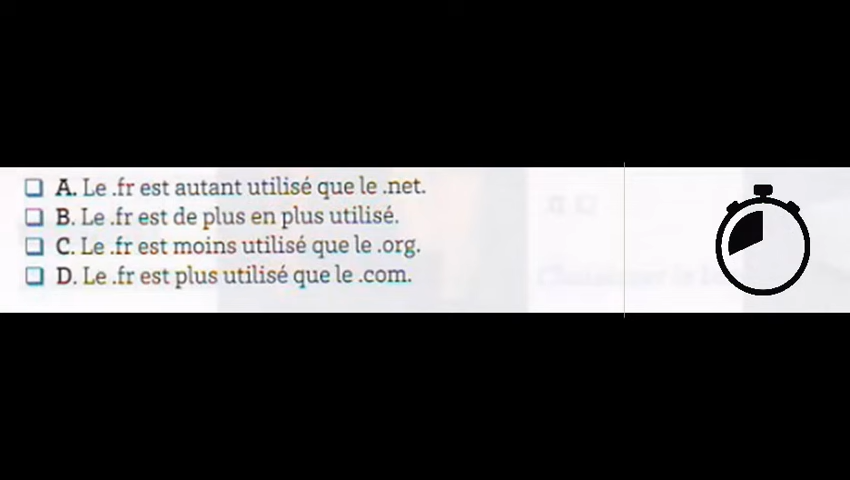 A. Le .fr est autant utilisé que le .net.
B. Le .fr est de plus en plus utilisé.
C. Le .fr est moins utilisé que le .org.
D. Le .fr est plus utilisé que le .com.